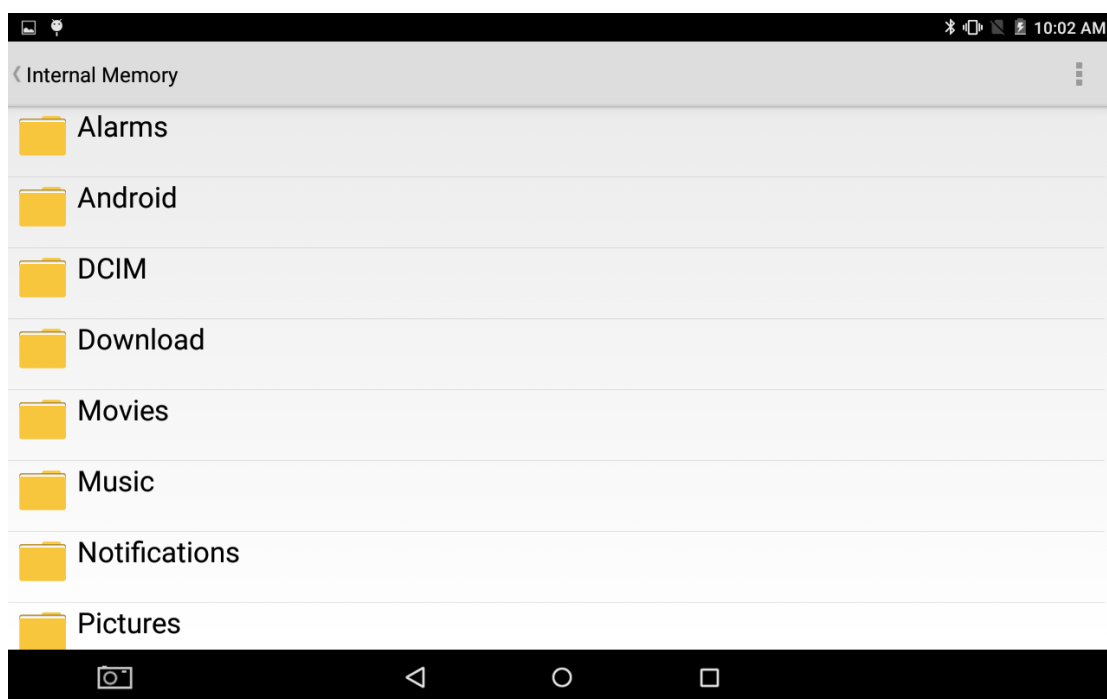 10:02 AM
Internal Memory
Alarms
Android
DCIM
Download
Movies
Music
Notifications
Pictures